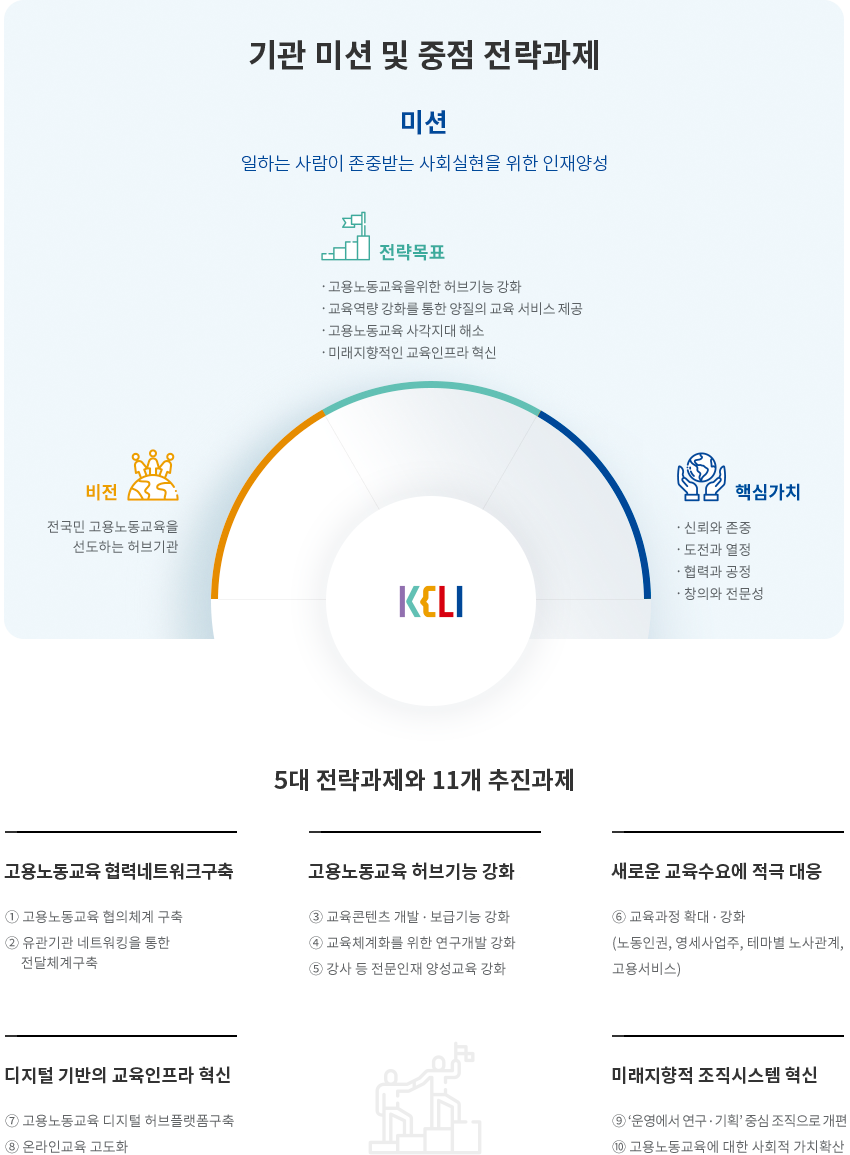 기관 미션 및 중점 전략과제
미션
일하는 사람이 존중받는 사회실현을 위한 인재양성
전략목표
· 고용노동교육을위한 허브기능 강화
· 교육역량 강화를 통한 양질의 교육 서비스 제공
· 고용노동교육 사각지대 해소
· 미래지향적인 교육인프라 혁신
비전
전국민 고용노동교육을
선도하는 허브기관
핵심가치
· 신뢰와 존중
· 도전과 열정
· 협력과 공정
· 창의와 전문성
KELI
5대 전략과제와 11개 추진과제
고용노동교육 협력네트워크구축
① 고용노동교육 협의체계 구축
② 유관기관 네트워킹을 통한
전달체계구축
고용노동교육 허브기능 강화
③ 교육콘텐츠 개발 · 보급기능 강화
④ 교육체계화를 위한 연구개발 강화
⑤ 강사 등 전문인재 양성교육 강화
새로운 교육수요에 적극 대응
⑥ 교육과정 확대 · 강화
(노동인권, 영세사업주, 테마별 노사관계,
고용서비스)
디지털 기반의 교육인프라 혁신
⑦ 고용노동교육 디지털 허브플랫폼구축
⑧ 온라인교육 고도화
미래지향적 조직시스템 혁신
⑨ ‘운영에서 연구 · 기획’ 중심 조직으로 개편
⑩ 고용노동교육에 대한 사회적 가치확산